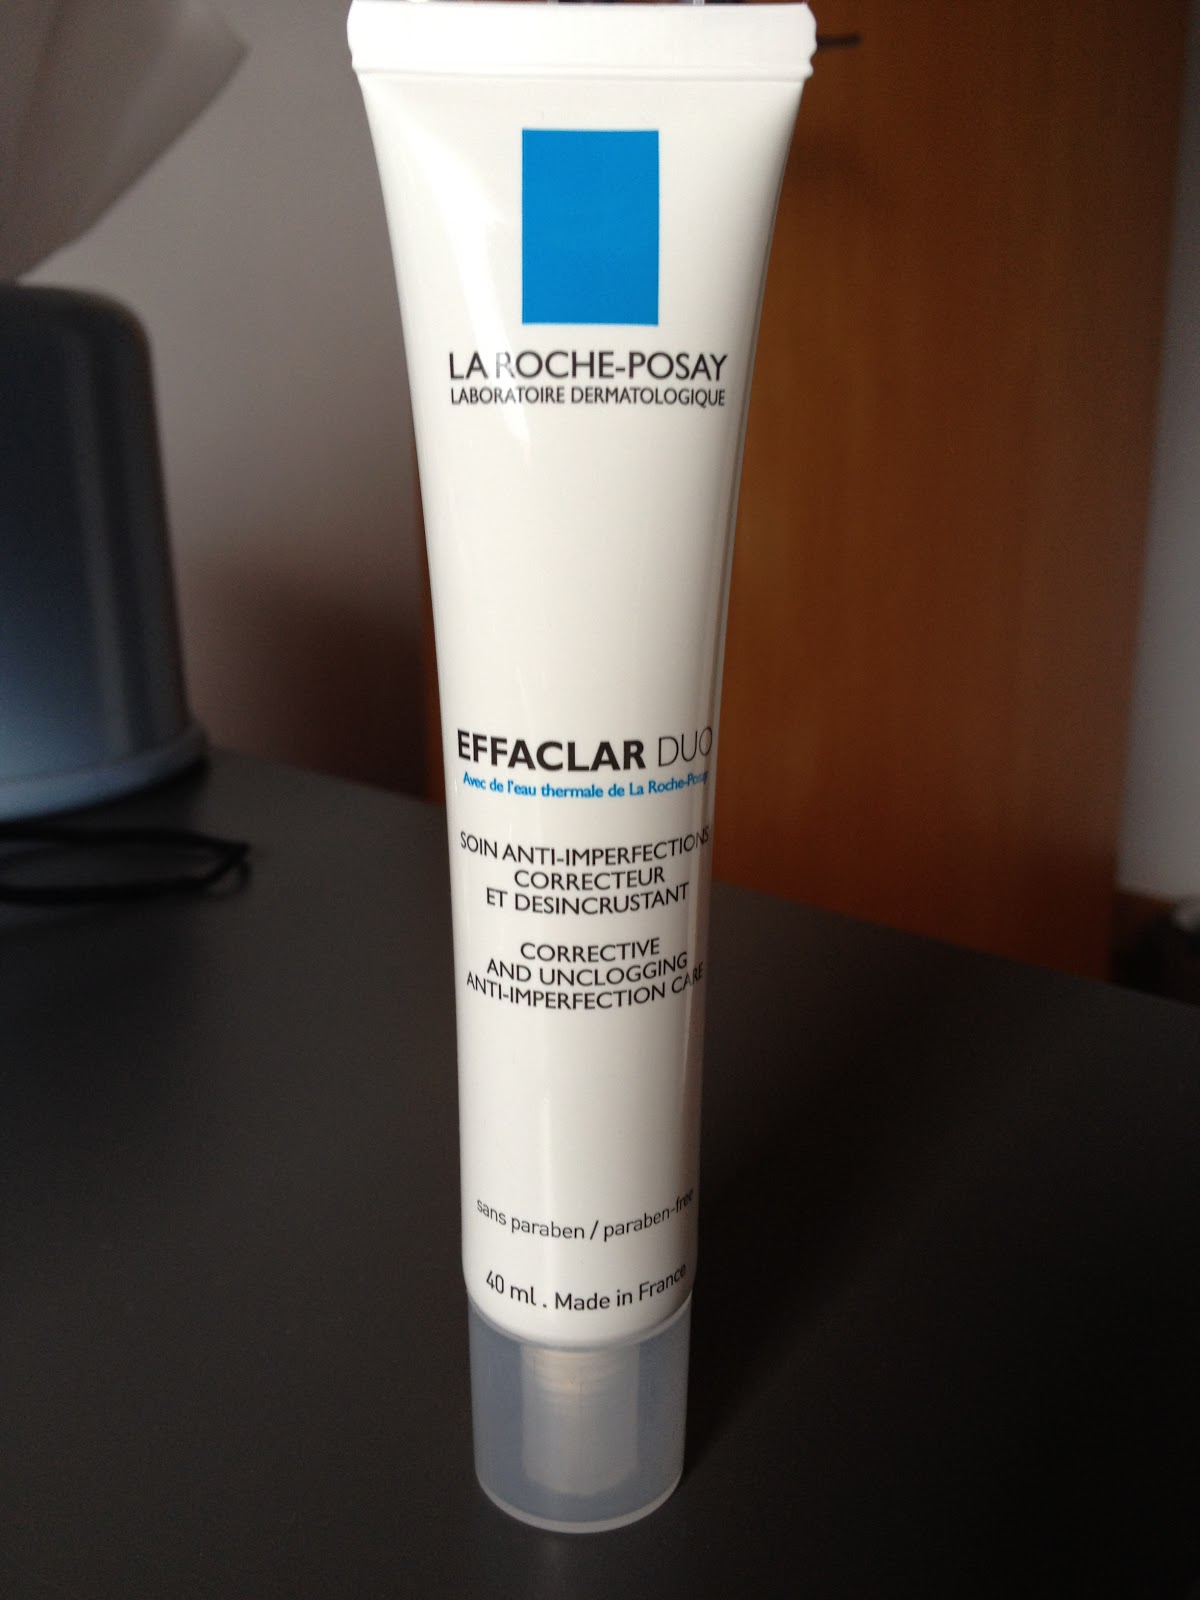 LA ROCHE-POSAY
LABORATOIRE DERMATOLOGIQUE
EFFACLAR DUO
Avec de l'eau thermale de La Roche-Posay
SOIN ANTI-IMPERFECTIONS
CORRECTEUR
ET DESINCRUSTANT
CORRECTIVE
AND UNCLOGGING
ANTI-IMPERFECTION CARE
sans paraben / paraben-free
40 ml . Made in France